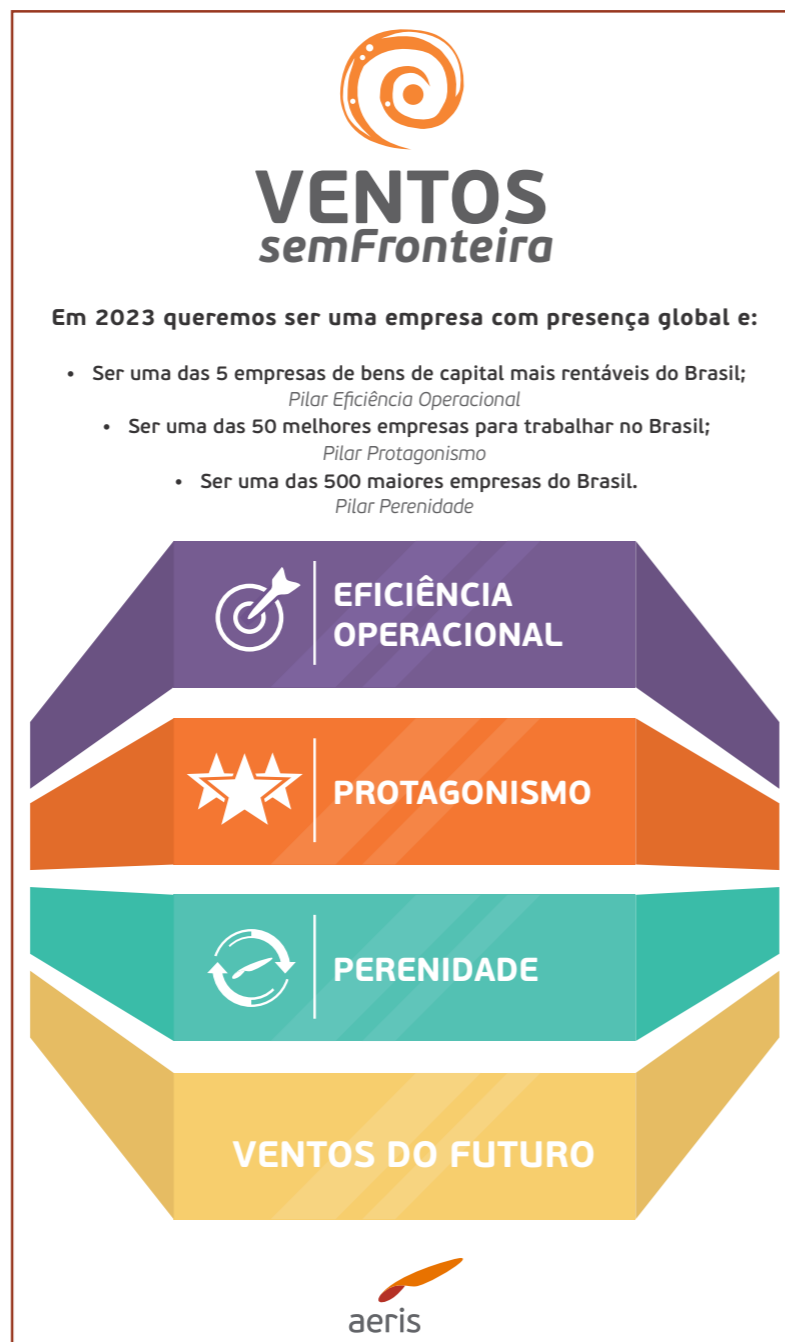 VENTOS
semFronteira
Em 2023 queremos ser uma empresa com presença global e:
• Ser uma das 5 empresas de bens de capital mais rentáveis do Brasil;
Pilar Eficiência Operacional
• Ser uma das 50 melhores empresas para trabalhar no Brasil;
Pilar Protagonismo
• Ser uma das 500 maiores empresas do Brasil.
Pilar Perenidade
EFICIÊNCIA
OPERACIONAL
PROTAGONISMO
PERENIDADE
VENTOS DO FUTURO
aeris